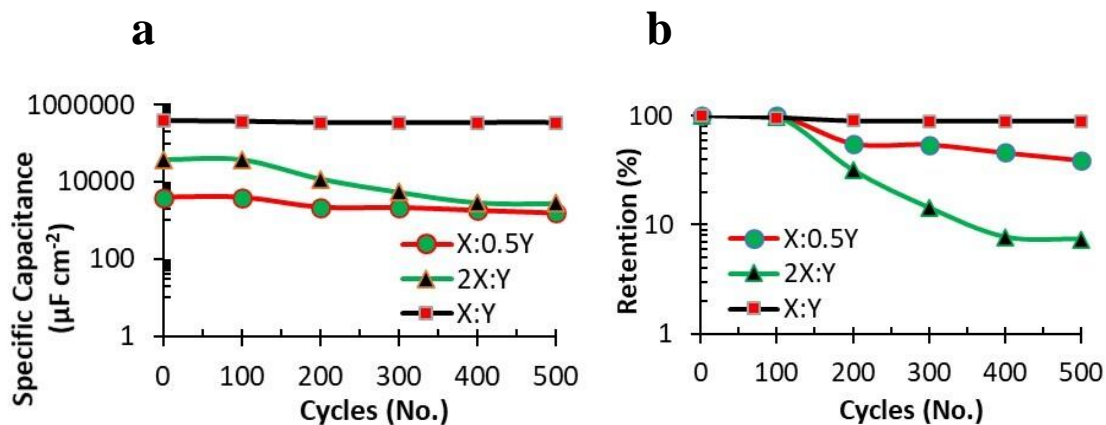 a
1000000
10000
100
1
Specific Capacitance
(µF cm-2)
X:0.5Y
2X:Y
X:Y
0 100 200 300 400 500
Cycles (No.)
b
100
10
1
Retention (%)
X:0.5Y
2X:Y
X:Y
0 100 200 300 400 500
Cycles (No.)